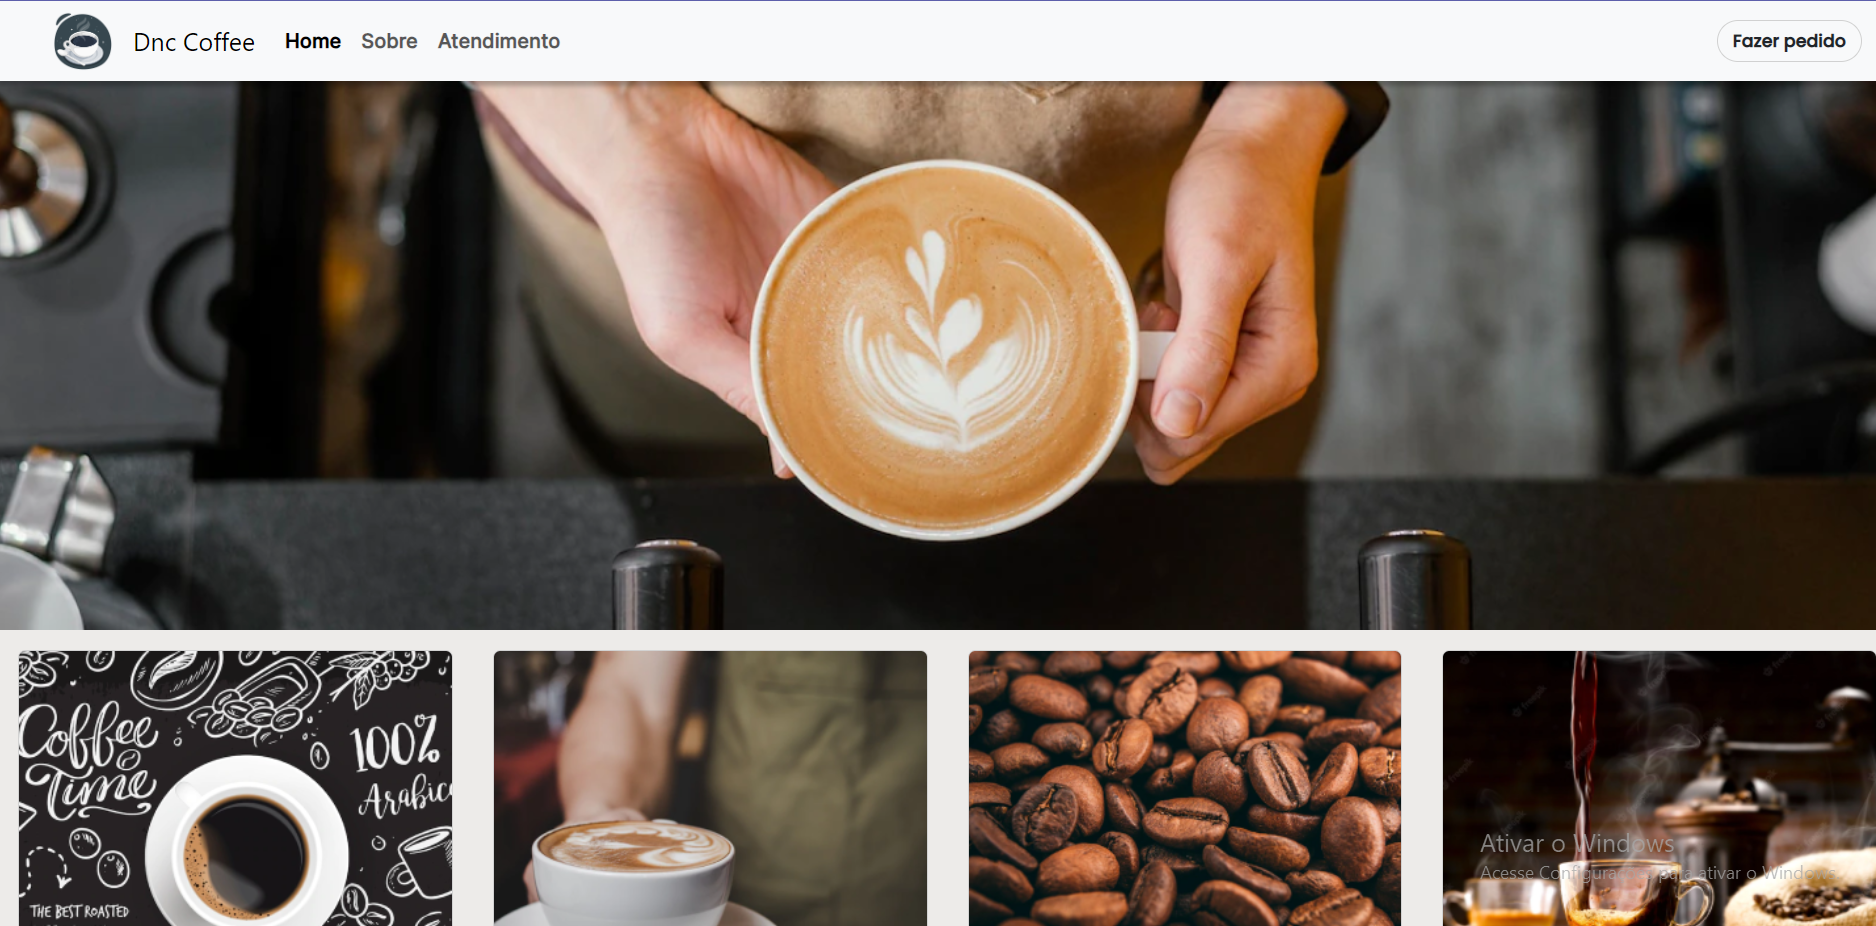 Dnc Coffee Home Sobre Atendimento Fazer pedido
Coffee
Time
100%
Arabic
THE BEST ROASTED
Ativar o Windows
Acesse Configurações para ativar o Windows.